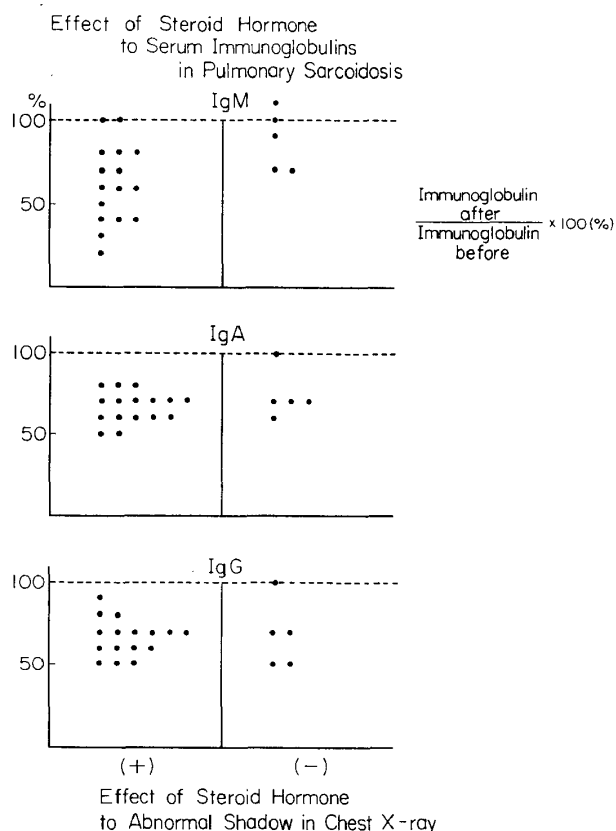 Effect of Steroid Hormone
to Serum Immunoglobulins
in Pulmonary Sarcoidosis
%
IgM
100
50
Immunoglobulin
after
Immunoglobulin
before
× 100 (%)
IgA
100
50
IgG
100
50
(+) (-)
Effect of Steroid Hormone
to Abnormal Shadow in Chest X-ray